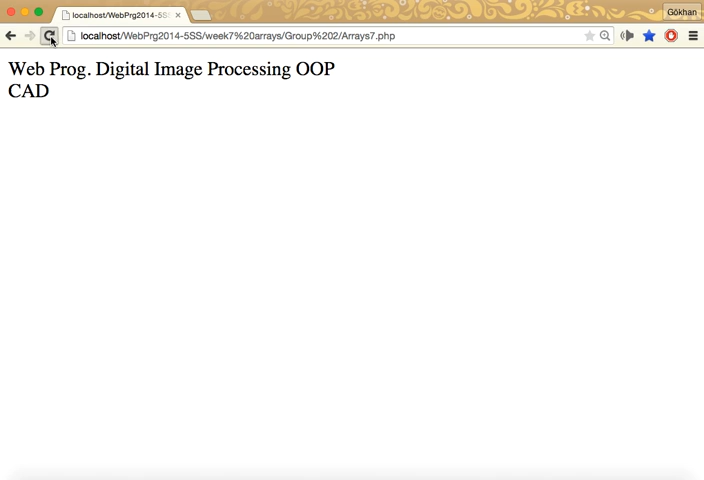 localhost/WebPrg2014-5S
Gökhan
localhost/WebPrg2014-5SS/week7%20arrays/Group%202/Arrays7.php
Web Prog. Digital Image Processing OOP
CAD